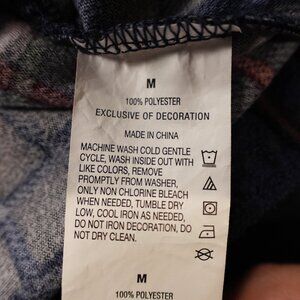 M
100% POLYESTER
EXCLUSIVE OF DECORATION
MADE IN CHINA
MACHINE WASH COLD GENTLE
CYCLE, WASH INSIDE OUT WITH
LIKE COLORS, REMOVE
PROMPTLY FROM WASHER,
ONLY NON CHLORINE BLEACH
WHEN NEEDED, TUMBLE DRY
LOW, COOL IRON AS NEEDED,
DO NOT IRON DECORATION, DO
NOT DRY CLEAN.
M
100% POLYESTER